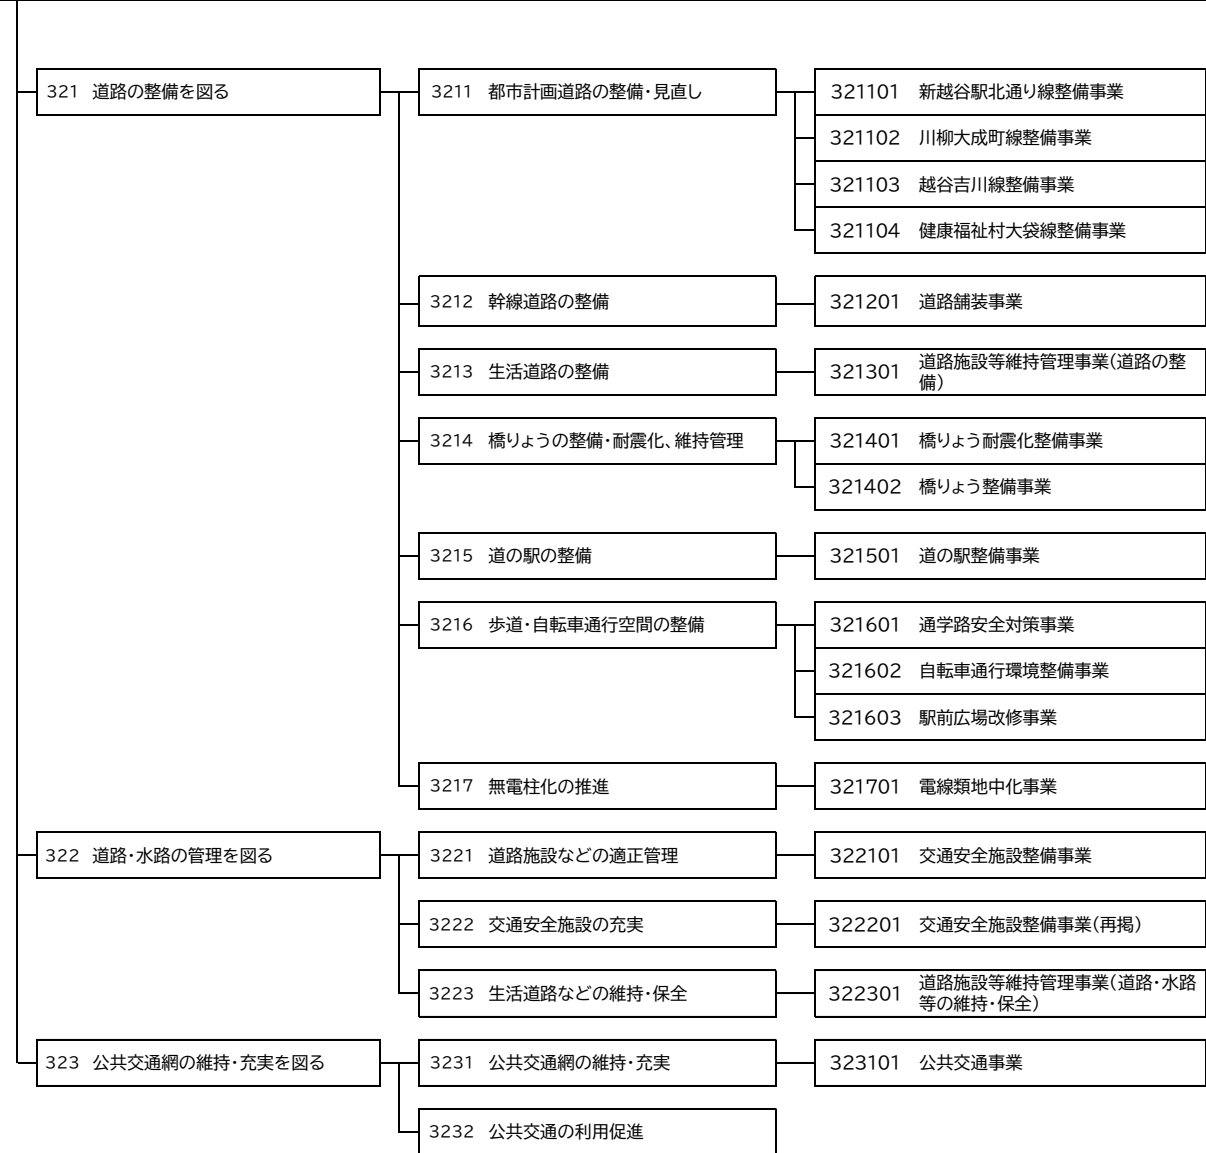 321 道路の整備を図る
3211 都市計画道路の整備・見直し
321101 新越谷駅北通り線整備事業
321102 川柳大成町線整備事業
321103 越谷吉川線整備事業
321104 健康福祉村大袋線整備事業
3212 幹線道路の整備
321201 道路舗装事業
3213 生活道路の整備
321301 道路施設等維持管理事業(道路の整
備)
3214 橋りょうの整備・耐震化、維持管理
321401 橋りょう耐震化整備事業
321402 橋りょう整備事業
3215 道の駅の整備
321501 道の駅整備事業
3216 歩道・自転車通行空間の整備
321601 通学路安全対策事業
321602 自転車通行環境整備事業
321603 駅前広場改修事業
3217 無電柱化の推進
321701 電線類地中化事業
322 道路・水路の管理を図る
3221 道路施設などの適正管理
322101 交通安全施設整備事業
3222 交通安全施設の充実
322201 交通安全施設整備事業(再掲)
3223 生活道路などの維持・保全
322301 道路施設等維持管理事業(道路・水路
等の維持・保全)
323 公共交通網の維持・充実を図る
3231 公共交通網の維持・充実
323101 公共交通事業
3232 公共交通の利用促進